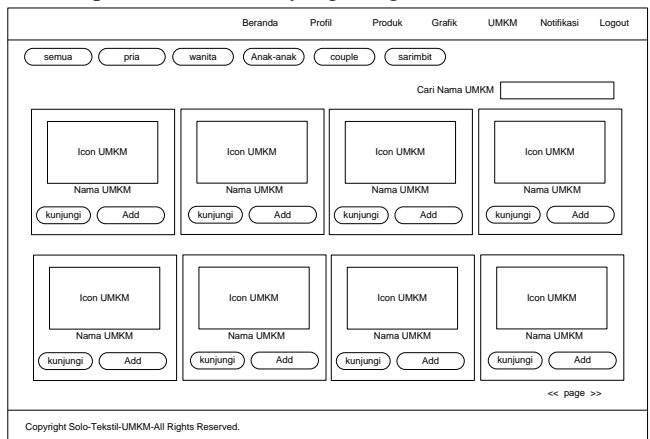 Beranda Profil Produk Grafik UMKM Notifikasi Logout
semua pria wanita Anak-anak couple sarimbit
Cari Nama UMKM
Icon UMKM Icon UMKM Icon UMKM Icon UMKM
Nama UMKM Nama UMKM Nama UMKM Nama UMKM
kunjungi Add kunjungi Add kunjungi Add kunjungi Add
Icon UMKM Icon UMKM Icon UMKM Icon UMKM
Nama UMKM Nama UMKM Nama UMKM Nama UMKM
kunjungi Add kunjungi Add kunjungi Add kunjungi Add
<< page >>
Copyright Solo-Tekstil-UMKM-All Rights Reserved.